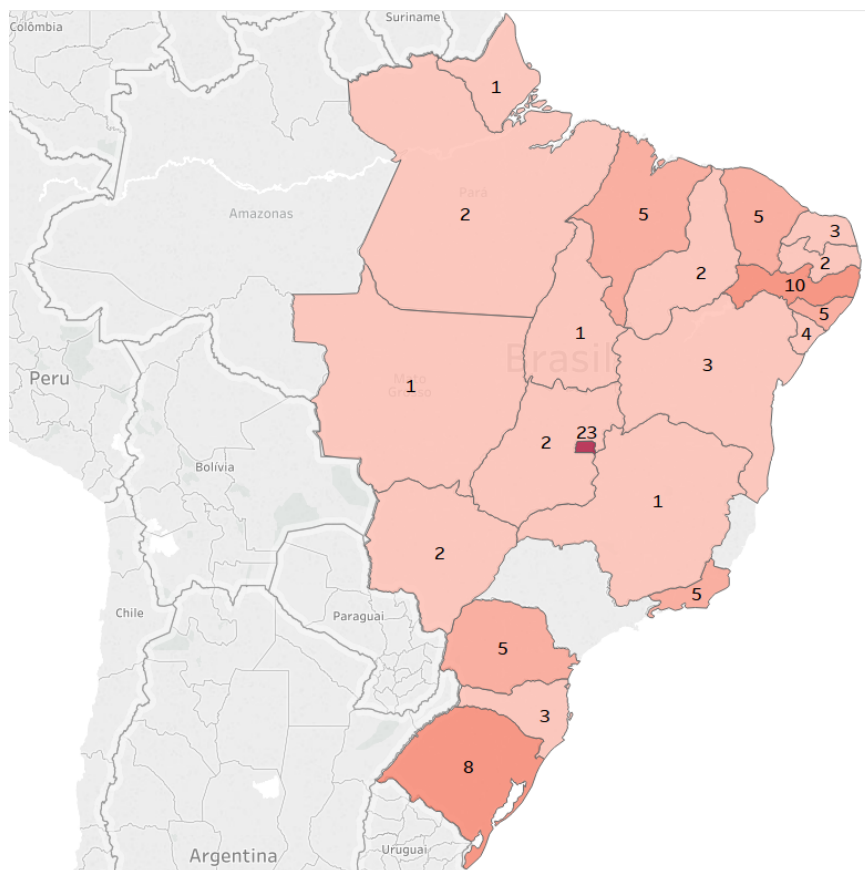 Colômbia
Suriname
1
Pará
Amazonas
2
5
5
3
2
2
10
5
4
1
Brasil
3
Peru
Mato
Grosso
1
23
2
Bolívia
1
2
5
Chile
Paraguai
5
3
8
Uruguai
Argentina